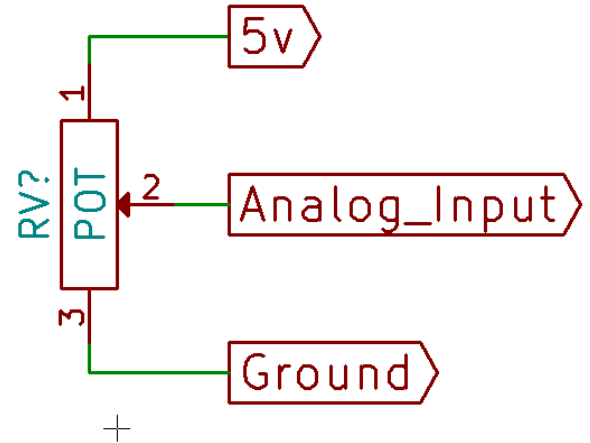 5v
1
RV?
POT
2
Analog_Input
3
Ground